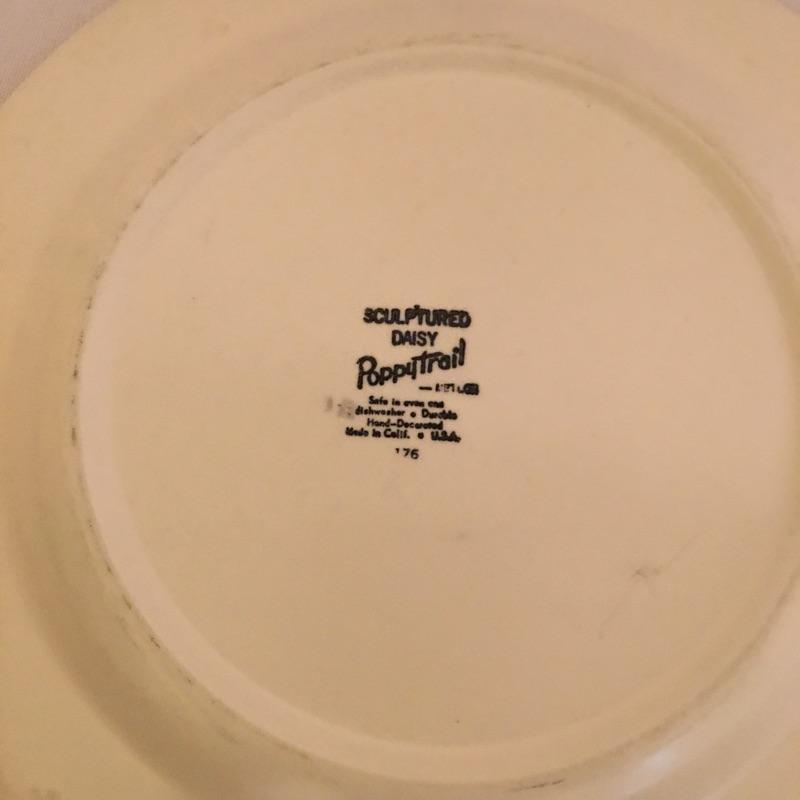 SCULPTURED
DAISY
Poppytrail
Safe in oven and
dishwasher • Durable
Hand-Decorated
Made in Calif. • U.S.A.
176